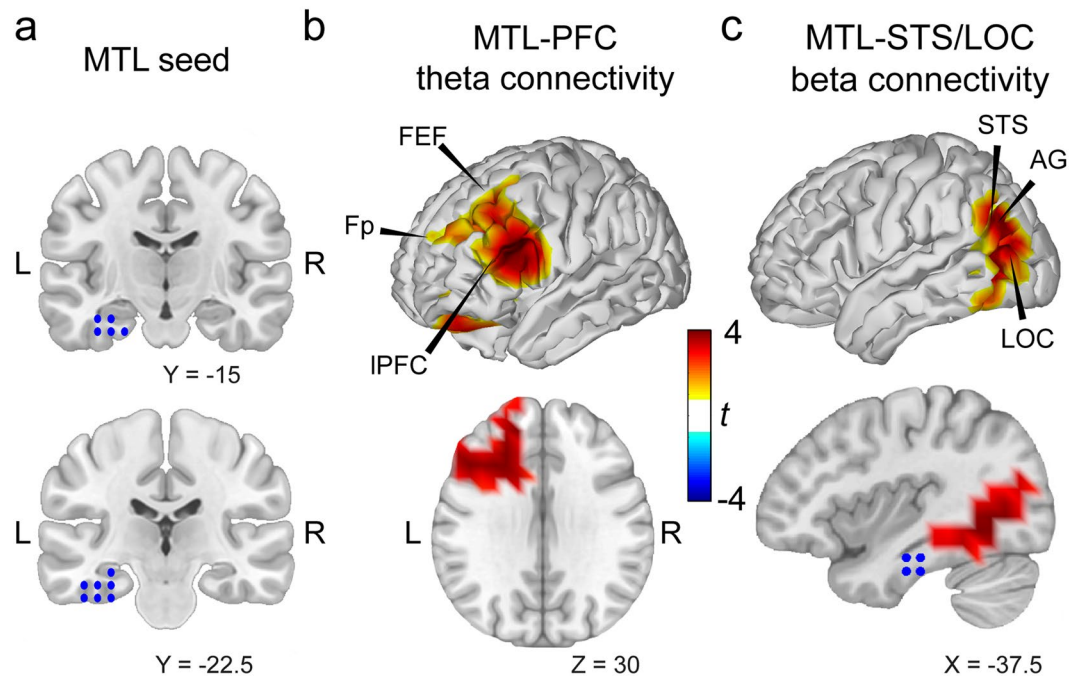 a
MTL seed
L
R
Y = -15
L
R
Y = -22.5
b
MTL-PFC
theta connectivity
FEF
Fp
lPFC
4
t
-4
L
R
Z = 30
c
MTL-STS/LOC
beta connectivity
STS
AG
LOC
X = -37.5